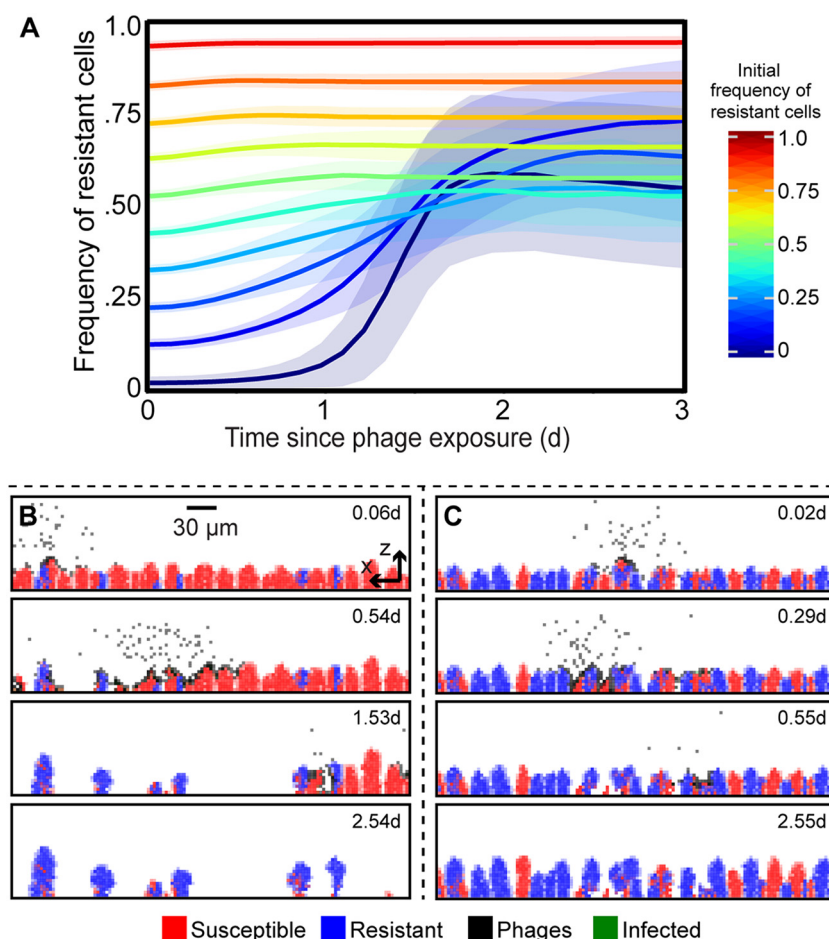 A
Frequency of resistant cells
1.0
.75
.50
.25
0
0
1
2
3
Time since phage exposure (d)
Initial
frequency of
resistant cells
1.0
0.75
0.5
0.25
0
B
0.06d
30 µm
z
x
0.54d
1.53d
2.54d
C
0.02d
0.29d
0.55d
2.55d
Susceptible
Resistant
Phages
Infected